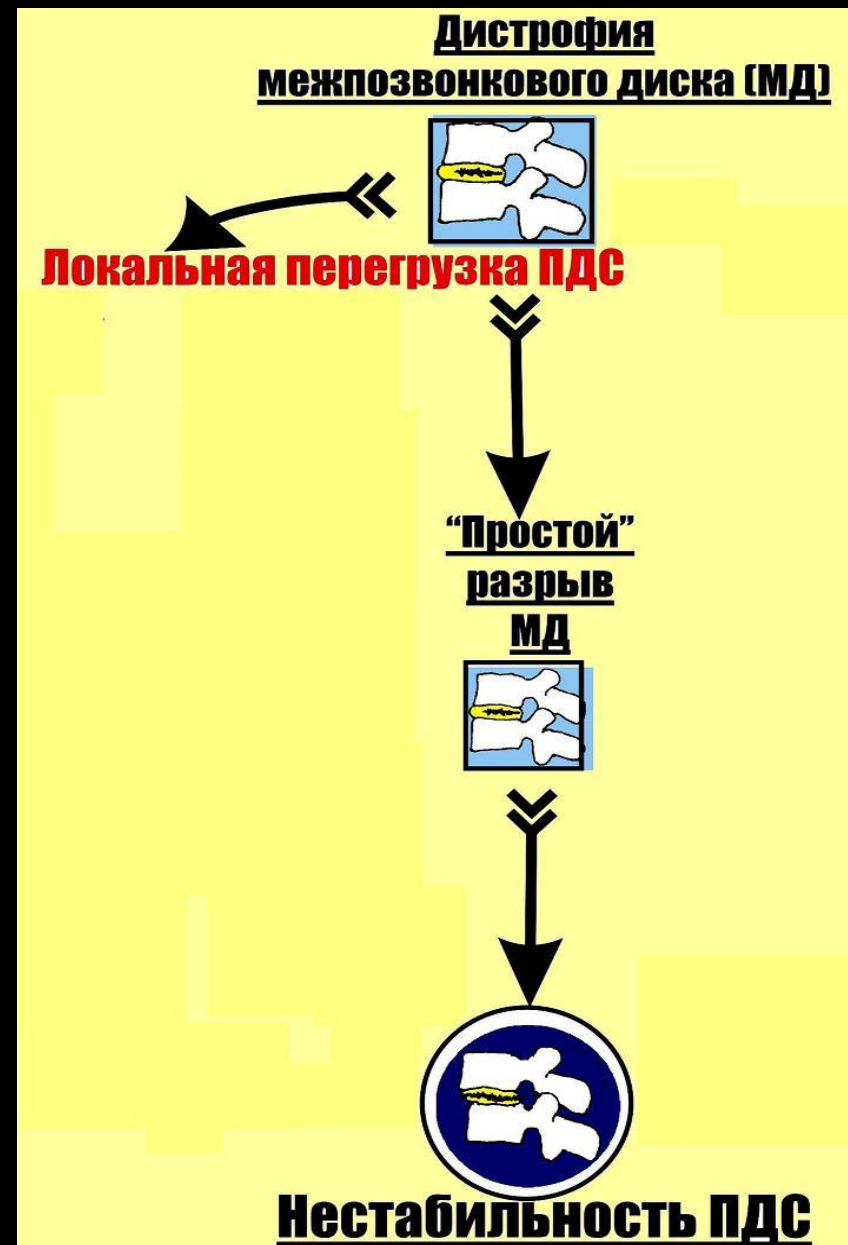 Дистрофия
межпозвонкового диска (МД)
Локальная перегрузка ПДС
“Простой”
разрыв
МД
Нестабильность ПДС